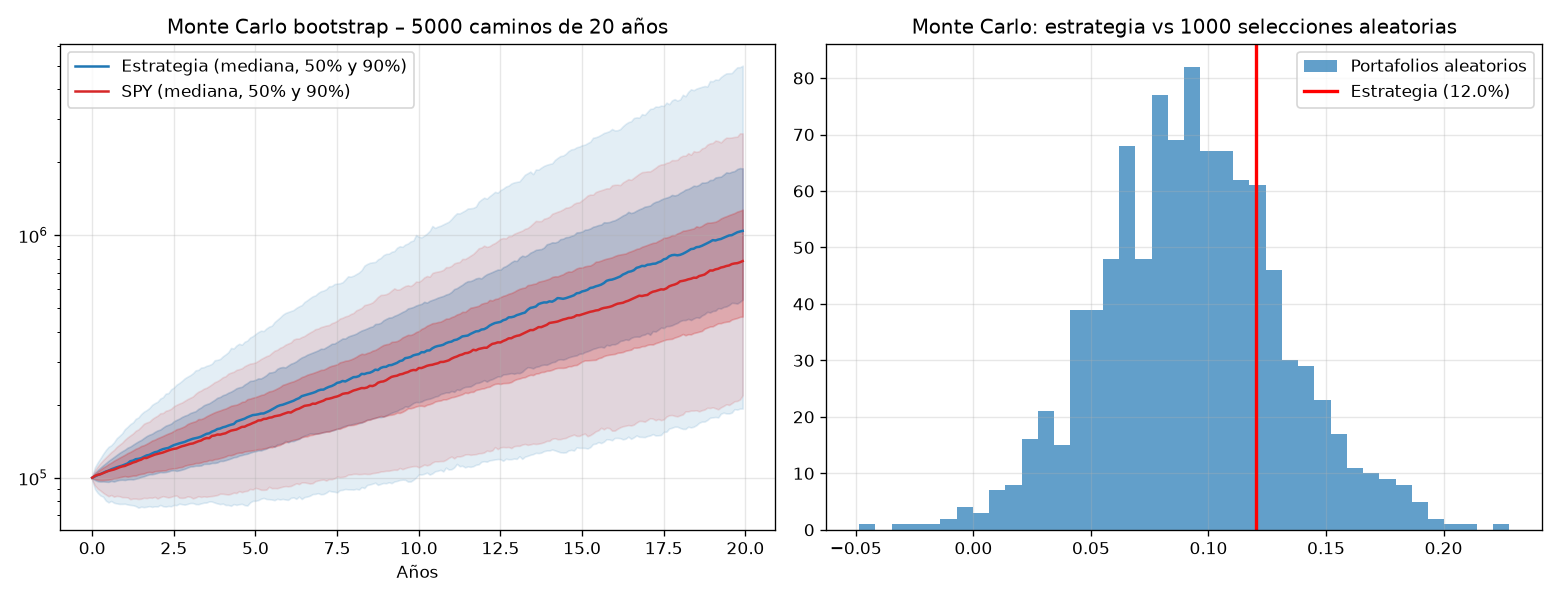 Monte Carlo bootstrap – 5000 caminos de 20 años
Estrategia (mediana, 50% y 90%)
SPY (mediana, 50% y 90%)
10⁶
10⁵
0.0 2.5 5.0 7.5 10.0 12.5 15.0 17.5 20.0
Años
Monte Carlo: estrategia vs 1000 selecciones aleatorias
Portafolios aleatorios
Estrategia (12.0%)
80
70
60
50
40
30
20
10
0
−0.05 0.00 0.05 0.10 0.15 0.20